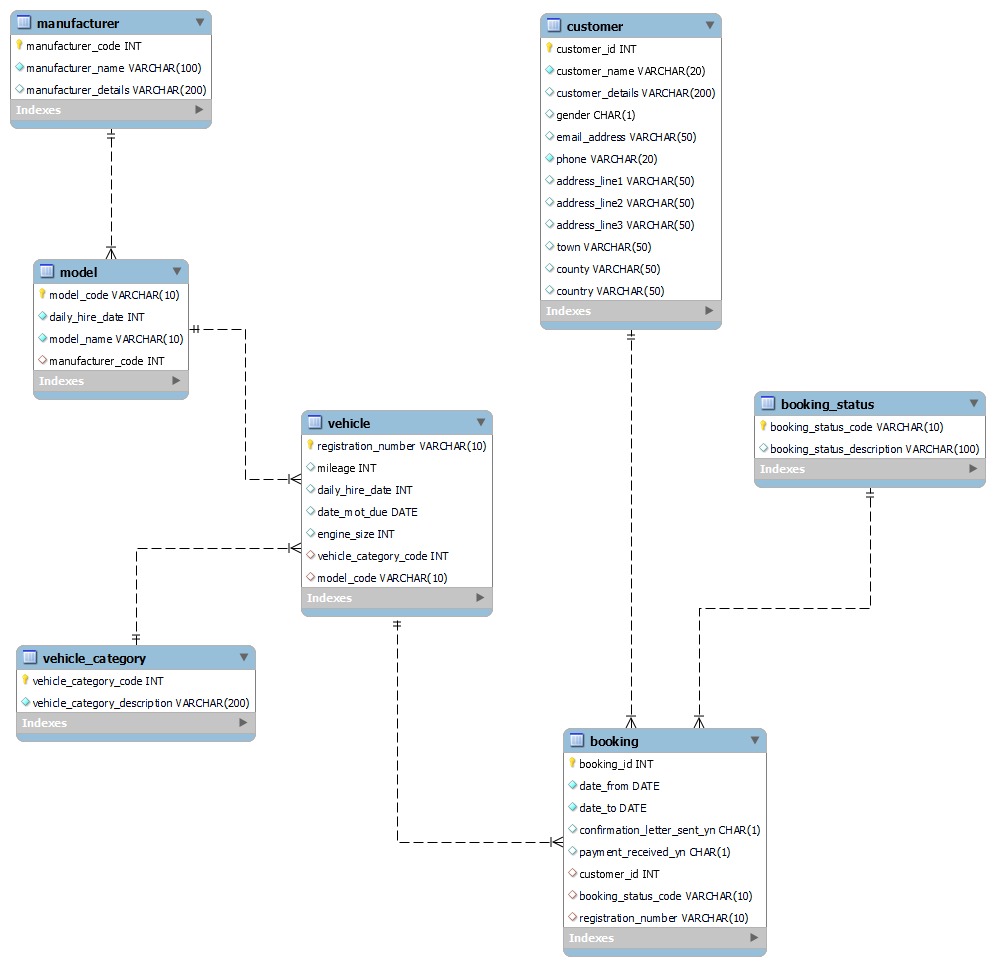 manufacturer
manufacturer_code INT
manufacturer_name VARCHAR(100)
manufacturer_details VARCHAR(200)
Indexes
customer
customer_id INT
customer_name VARCHAR(20)
customer_details VARCHAR(200)
gender CHAR(1)
email_address VARCHAR(50)
phone VARCHAR(20)
address_line1 VARCHAR(50)
address_line2 VARCHAR(50)
address_line3 VARCHAR(50)
town VARCHAR(50)
county VARCHAR(50)
country VARCHAR(50)
Indexes
model
model_code VARCHAR(10)
daily_hire_date INT
model_name VARCHAR(10)
manufacturer_code INT
Indexes
vehicle
registration_number VARCHAR(10)
mileage INT
daily_hire_date INT
date_mot_due DATE
engine_size INT
vehicle_category_code INT
model_code VARCHAR(10)
Indexes
booking_status
booking_status_code VARCHAR(10)
booking_status_description VARCHAR(100)
Indexes
vehicle_category
vehicle_category_code INT
vehicle_category_description VARCHAR(200)
Indexes
booking
booking_id INT
date_from DATE
date_to DATE
confirmation_letter_sent_yn CHAR(1)
payment_received_yn CHAR(1)
customer_id INT
booking_status_code VARCHAR(10)
registration_number VARCHAR(10)
Indexes